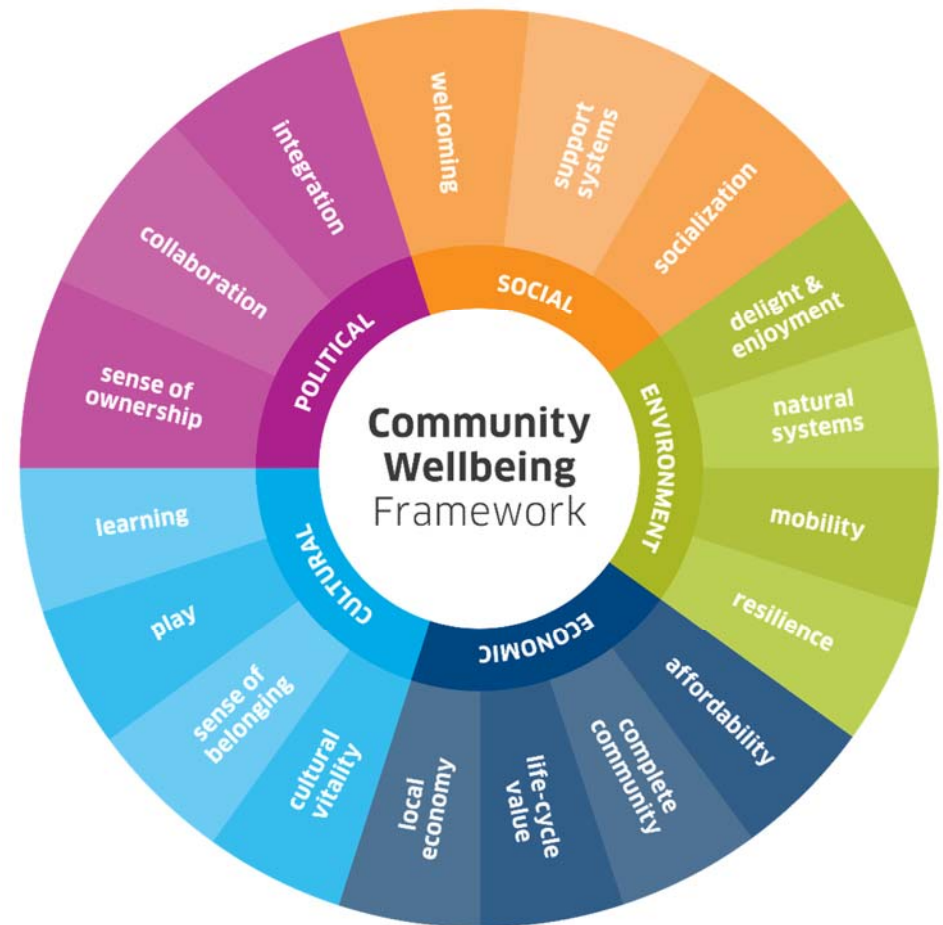 Community
Wellbeing
Framework
SOCIAL
welcoming
support
systems
socialization
ENVIRONMENT
delight &
enjoyment
natural
systems
mobility
resilience
ECONOMIC
affordability
complete
community
life-cycle
value
local
economy
CULTURAL
cultural
vitality
sense of
belonging
play
learning
POLITICAL
sense of
ownership
collaboration
integration